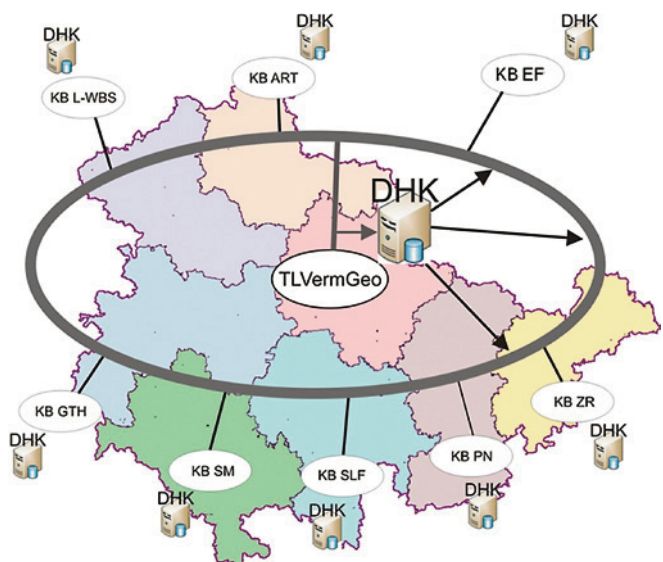 DHK
DHK
DHK
KB L-WBS
KB ART
KB EF
DHK
TLVermGeo
KB GTH
KB SM
KB SLF
KB PN
KB ZR
DHK
DHK
DHK
DHK
DHK